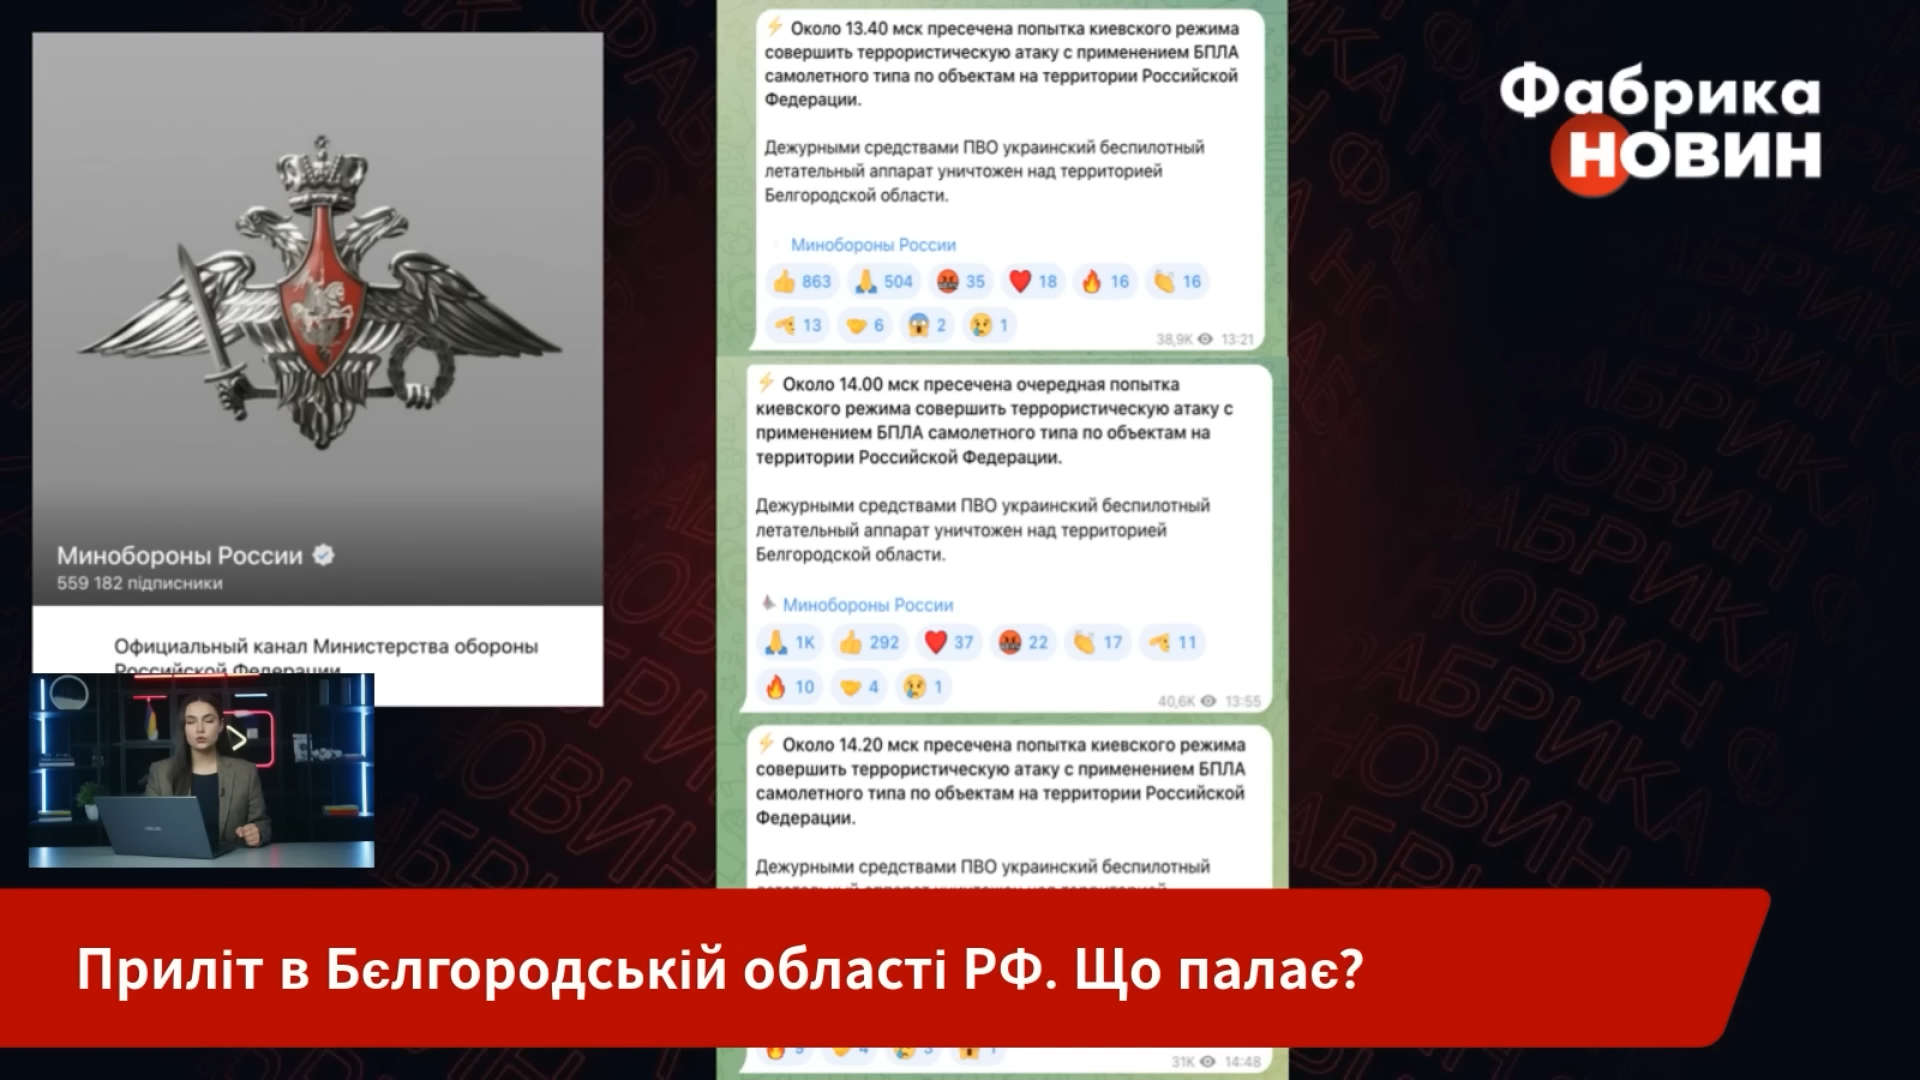 Минобороны России
559 182 підписники
Официальный канал Министерства обороны
Российской Федерации
⚡ Около 13.40 мск пресечена попытка киевского режима
совершить террористическую атаку с применением БПЛА
самолетного типа по объектам на территории Российской
Федерации.
Дежурными средствами ПВО украинский беспилотный
летательный аппарат уничтожен над территорией
Белгородской области.
Минобороны России
👍 863 🙏 504 🤬 35 ❤ 18 🔥 16 👏 16
13 6 😱 2 😢 1
38,9K 13:21
⚡ Около 14.00 мск пресечена очередная попытка
киевского режима совершить террористическую атаку с
применением БПЛА самолетного типа по объектам на
территории Российской Федерации.
Дежурными средствами ПВО украинский беспилотный
летательный аппарат уничтожен над территорией
Белгородской области.
Минобороны России
🙏 1K 👍 292 ❤ 37 🤬 22 👏 17 11
🔥 10 4 😢 1
40,6K 13:55
⚡ Около 14.20 мск пресечена попытка киевского режима
совершить террористическую атаку с применением БПЛА
самолетного типа по объектам на территории Российской
Федерации.
Дежурными средствами ПВО украинский беспилотный
летательный аппарат уничтожен над территорией
31K 14:48
Фабрика
новин
Приліт в Бєлгородській області РФ. Що палає?